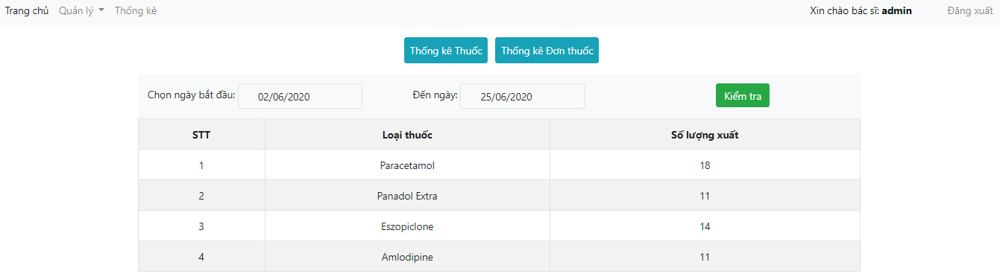 Trang chủ Quản lý Thống kê Xin chào bác sĩ: admin Đăng xuất
Thống kê Thuốc Thống kê Đơn thuốc
Chọn ngày bắt đầu: 02/06/2020 Đến ngày: 25/06/2020 Kiểm tra
STT Loại thuốc Số lượng xuất
1 Paracetamol 18
2 Panadol Extra 11
3 Eszopiclone 14
4 Amlodipine 11